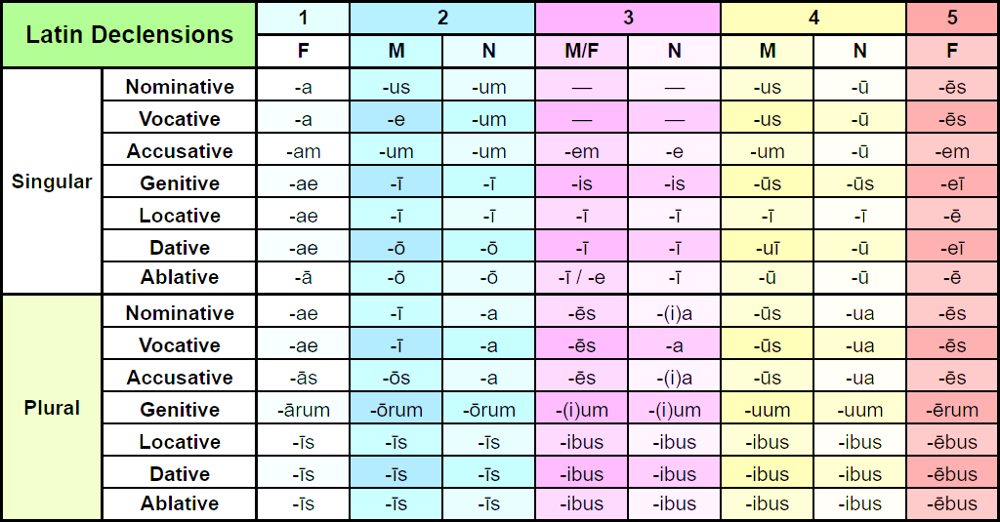 Latin Declensions 1 2 3 4 5
F M N M/F N M N F
Singular
Nominative -a -us -um — — -us -ū -ēs
Vocative -a -e -um — — -us -ū -ēs
Accusative -am -um -um -em -e -um -ū -em
Genitive -ae -ī -ī -is -is -ūs -ūs -eī
Locative -ae -ī -ī -ī -ī -ī -ī -ē
Dative -ae -ō -ō -ī -ī -uī -ū -eī
Ablative -ā -ō -ō -ī / -e -ī -ū -ū -ē
Plural
Nominative -ae -ī -a -ēs -(i)a -ūs -ua -ēs
Vocative -ae -ī -a -ēs -a -ūs -ua -ēs
Accusative -ās -ōs -a -ēs -(i)a -ūs -ua -ēs
Genitive -ārum -ōrum -ōrum -(i)um -(i)um -uum -uum -ērum
Locative -īs -īs -īs -ibus -ibus -ibus -ibus -ēbus
Dative -īs -īs -īs -ibus -ibus -ibus -ibus -ēbus
Ablative -īs -īs -īs -ibus -ibus -ibus -ibus -ēbus